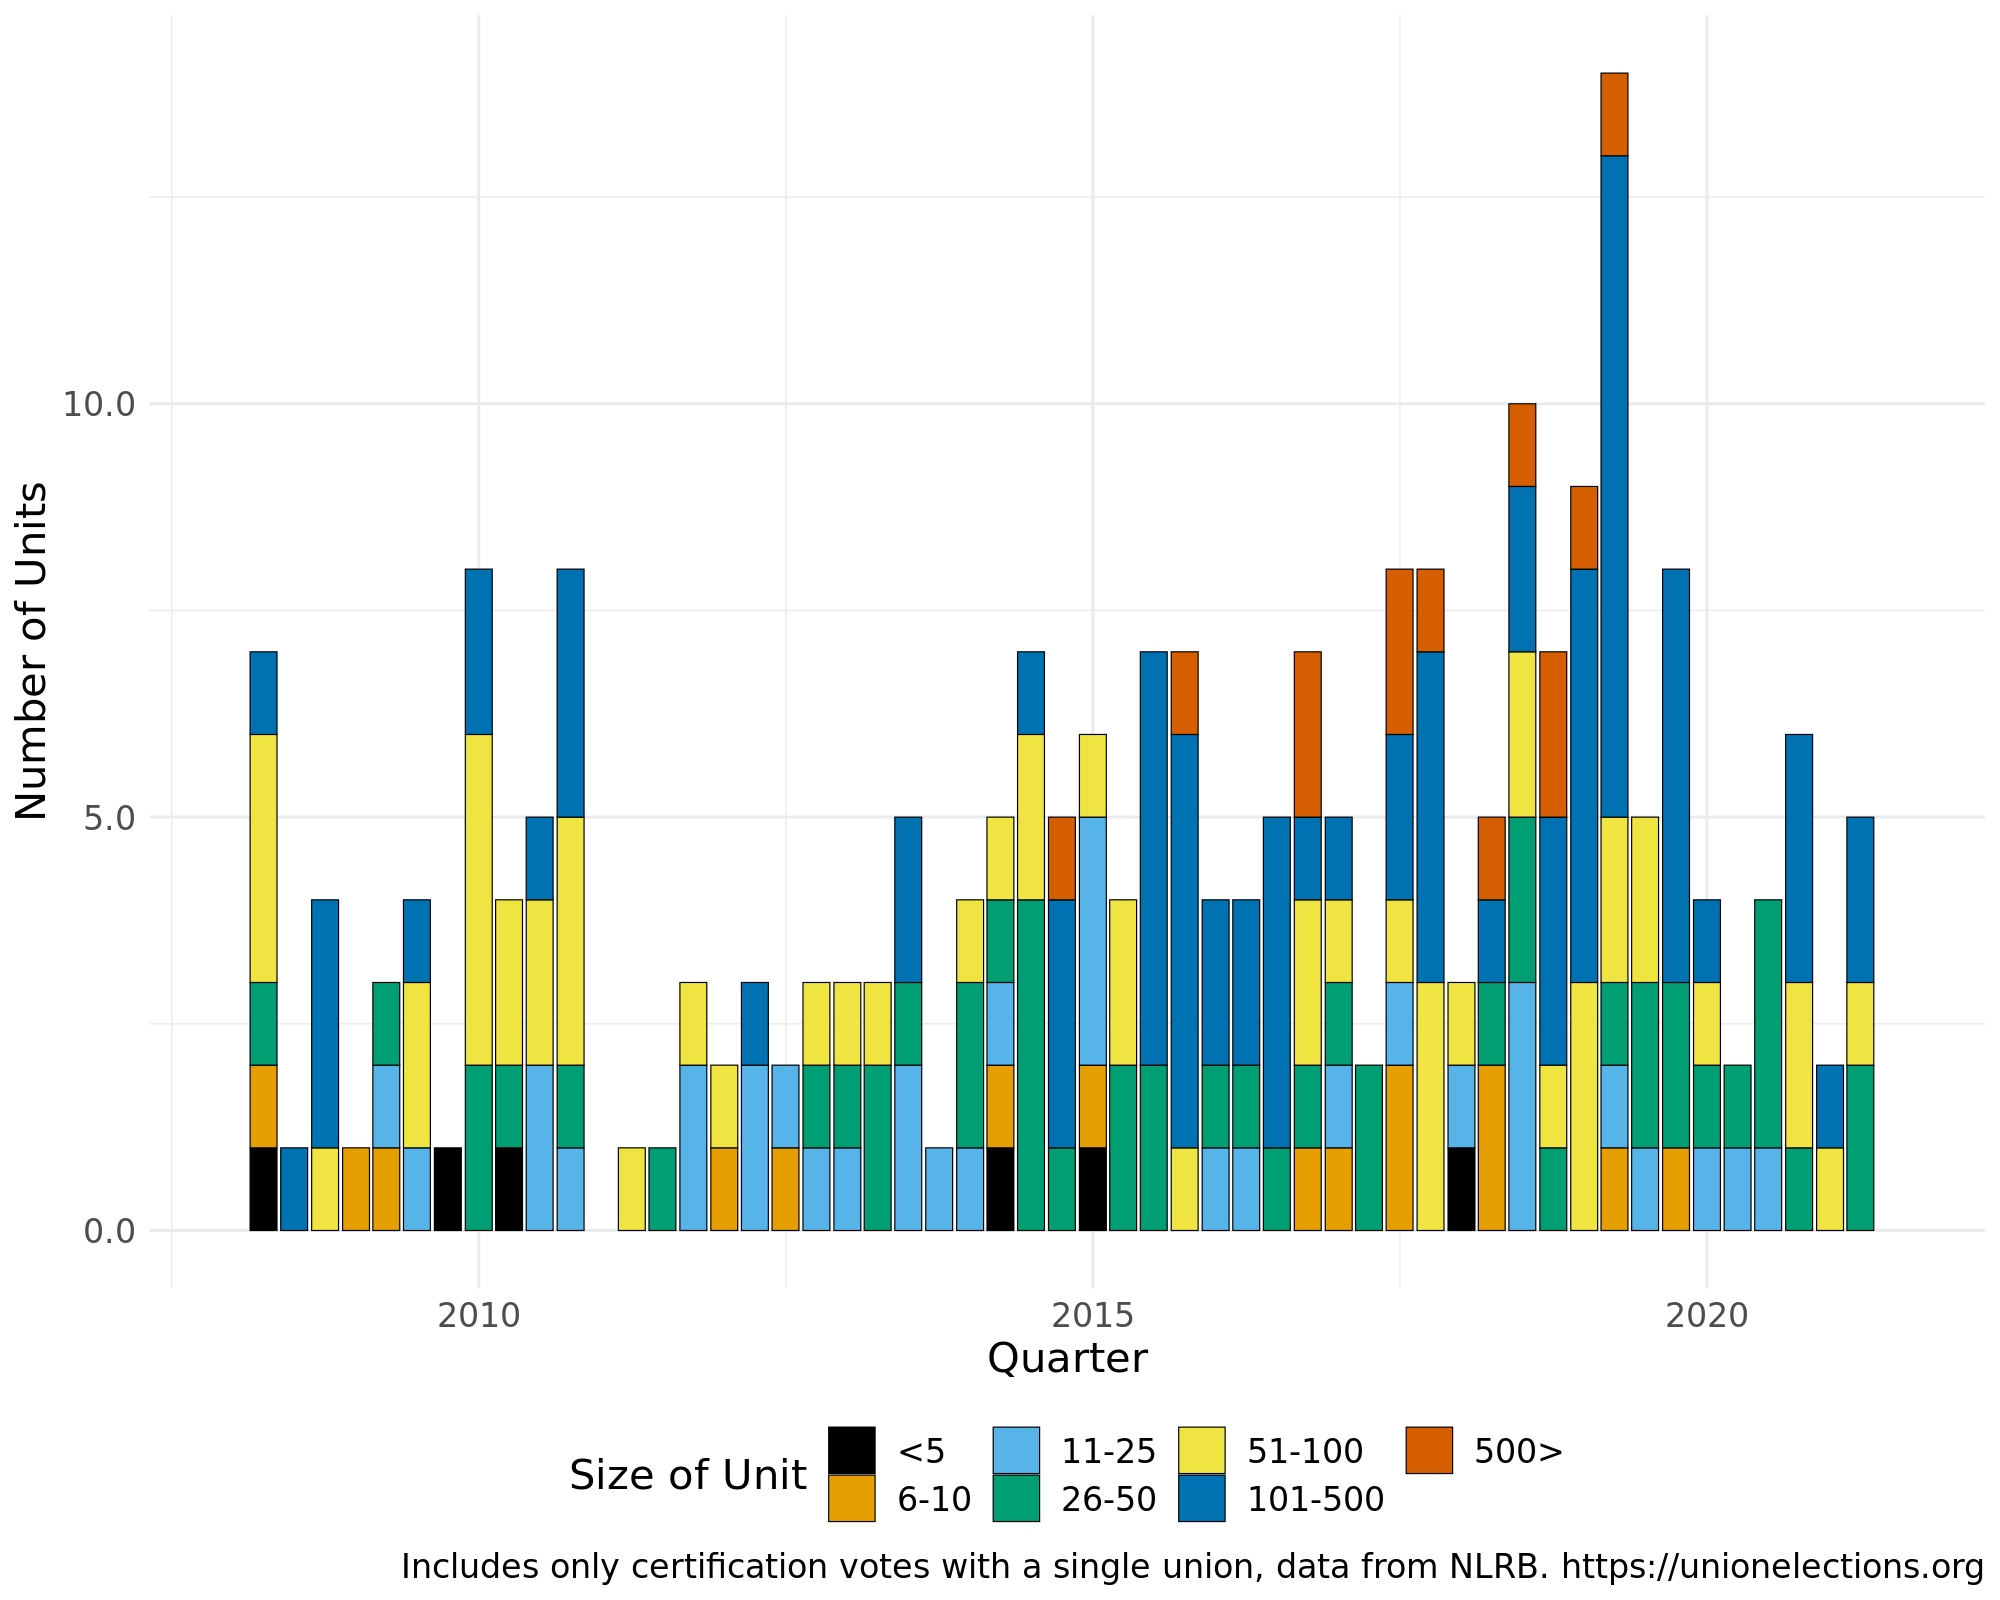 10.0
5.0
0.0
Number of Units
2010 2015 2020
Quarter
Size of Unit
<5 11-25 51-100 500>
6-10 26-50 101-500
Includes only certification votes with a single union, data from NLRB. https://unionelections.org